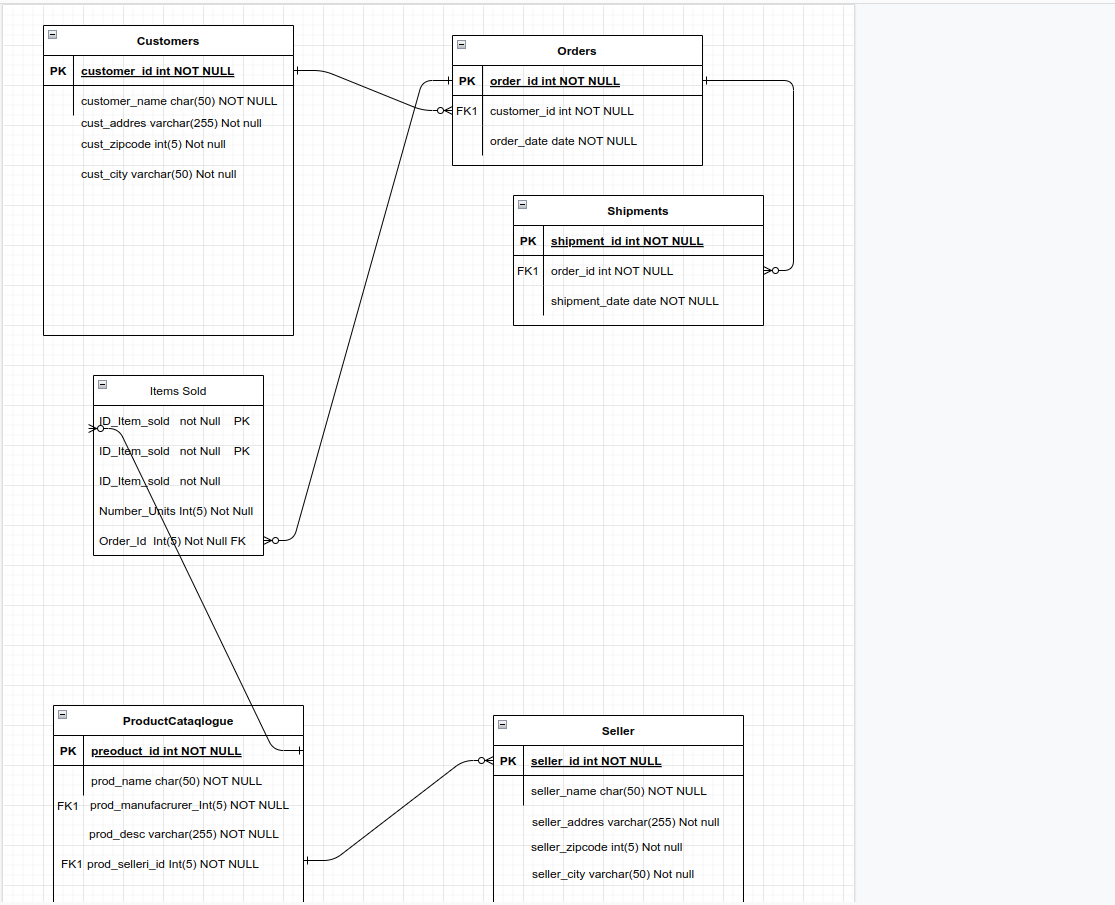 Customers
PK customer_id int NOT NULL
customer_name char(50) NOT NULL
cust_addres varchar(255) Not null
cust_zipcode int(5) Not null
cust_city varchar(50) Not null
Orders
PK order_id int NOT NULL
FK1 customer_id int NOT NULL
order_date date NOT NULL
Shipments
PK shipment_id int NOT NULL
FK1 order_id int NOT NULL
shipment_date date NOT NULL
Items Sold
ID_Item_sold not Null PK
ID_Item_sold not Null PK
ID_Item_sold not Null
Number_Units Int(5) Not Null
Order_Id Int(5) Not Null FK
ProductCataqlogue
PK preoduct_id int NOT NULL
prod_name char(50) NOT NULL
FK1 prod_manufacrurer_Int(5) NOT NULL
prod_desc varchar(255) NOT NULL
FK1 prod_selleri_id Int(5) NOT NULL
Seller
PK seller_id int NOT NULL
seller_name char(50) NOT NULL
seller_addres varchar(255) Not null
seller_zipcode int(5) Not null
seller_city varchar(50) Not null